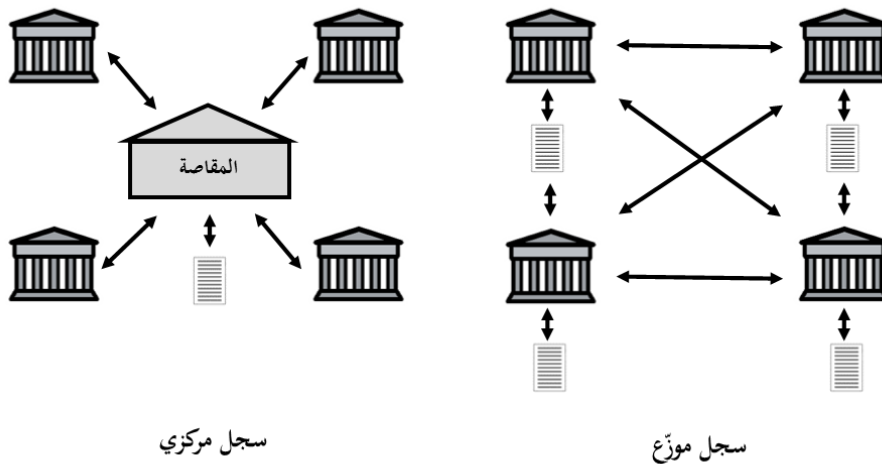 المقاصة
سجل موزّع
سجل مركزي